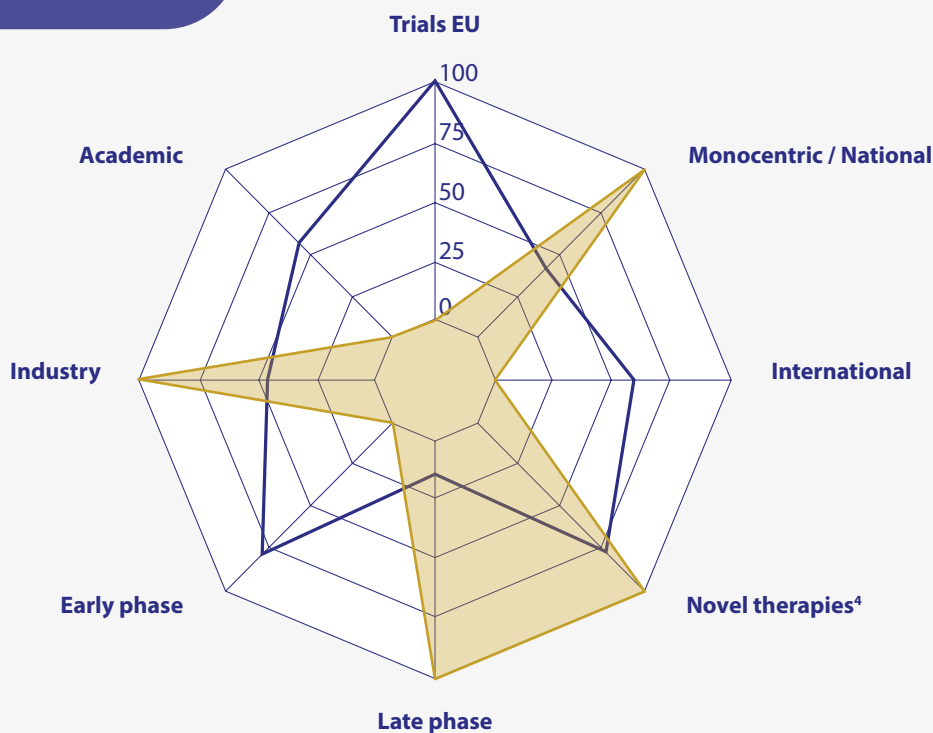 Trials EU
100
75
50
25
0
Academic
Monocentric / National
Industry
International
Early phase
Novel therapies⁴
Late phase